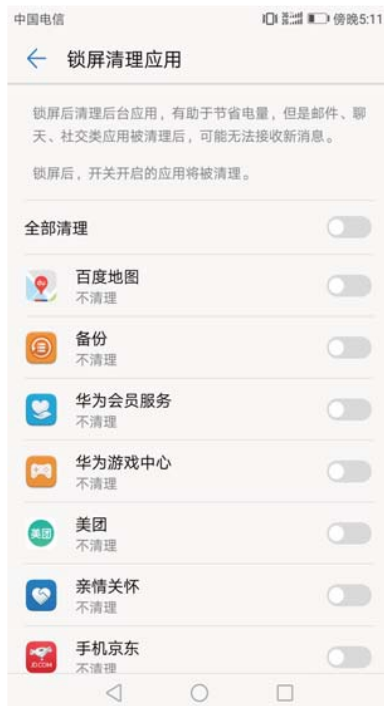 中国电信 傍晚5:11
锁屏清理应用
锁屏后清理后台应用，有助于节省电量，但是邮件、聊
天、社交类应用被清理后，可能无法接收新消息。
锁屏后，开关开启的应用将被清理。
全部清理
百度地图
不清理
备份
不清理
华为会员服务
不清理
华为游戏中心
不清理
美团
美团
不清理
亲情关怀
不清理
手机京东
JD.COM
不清理